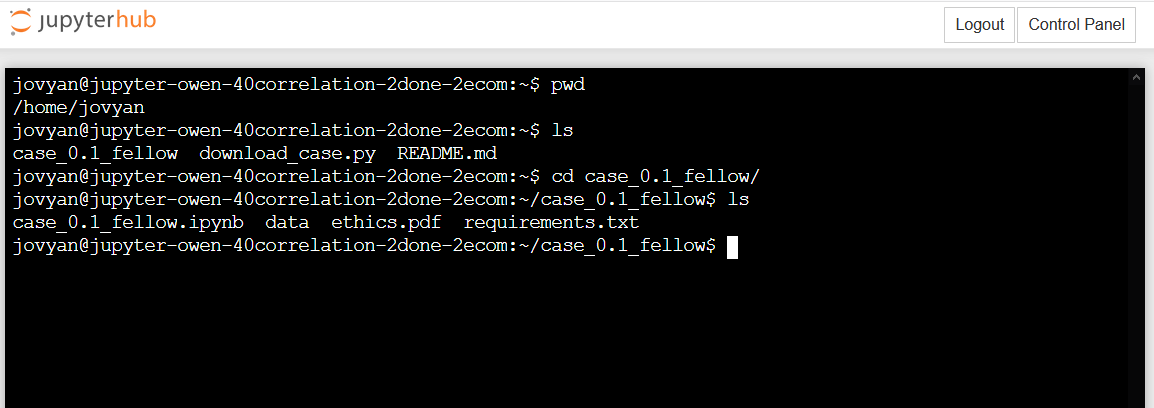 jupyterhub
Logout Control Panel
jovyan@jupyter-owen-40correlation-2done-2ecom:~$ pwd
/home/jovyan
jovyan@jupyter-owen-40correlation-2done-2ecom:~$ ls
case_0.1_fellow  download_case.py  README.md
jovyan@jupyter-owen-40correlation-2done-2ecom:~$ cd case_0.1_fellow/
jovyan@jupyter-owen-40correlation-2done-2ecom:~/case_0.1_fellow$ ls
case_0.1_fellow.ipynb  data  ethics.pdf  requirements.txt
jovyan@jupyter-owen-40correlation-2done-2ecom:~/case_0.1_fellow$